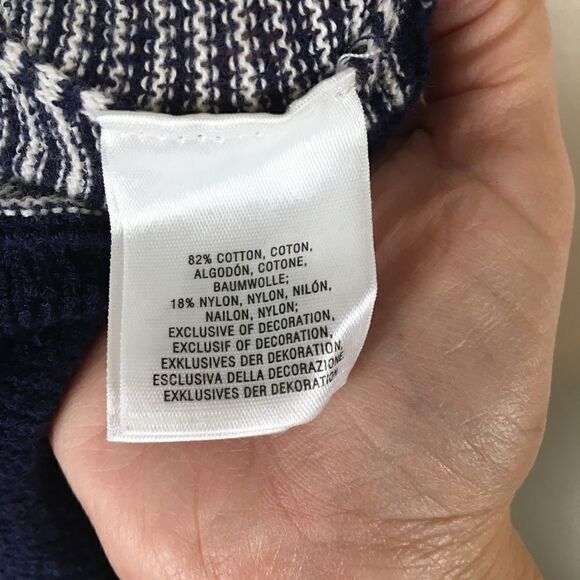 82% COTTON, COTON,
ALGODÓN, COTONE,
BAUMWOLLE;
18% NYLON, NYLON, NILÓN,
NAILON, NYLON;
EXCLUSIVE OF DECORATION,
EXCLUSIF OF DECORATION,
EXKLUSIVES DER DEKORATION,
ESCLUSIVA DELLA DECORAZIONE
EXKLUSIVES DER DEKORATION